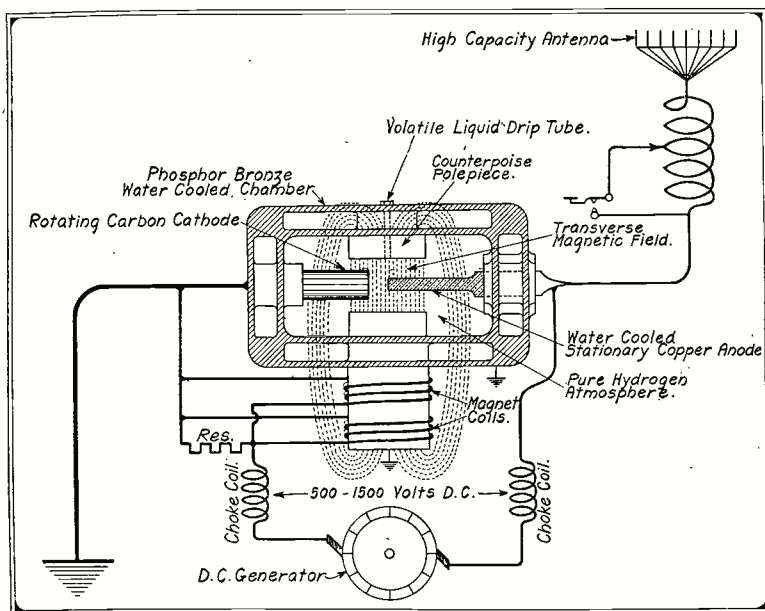 High Capacity Antenna
Volatile Liquid Drip Tube.
Counterpoise
Polepiece.
Phosphor Bronze
Water Cooled, Chamber
Rotating Carbon Cathode
Transverse
Magnetic Field.
Water Cooled
Stationary Copper Anode
Pure Hydrogen
Atmosphere.
Magnet
Coils.
Res.
Choke Coil.
500-1500 Volts D.C.
Choke Coil.
D.C. Generator